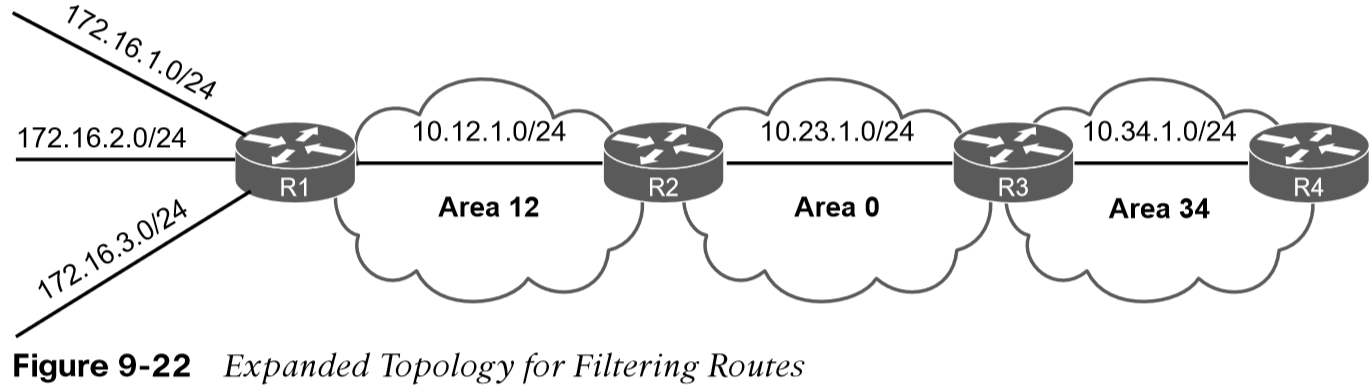 172.16.1.0/24
172.16.2.0/24
172.16.3.0/24
R1
10.12.1.0/24
Area 12
R2
10.23.1.0/24
Area 0
R3
10.34.1.0/24
Area 34
R4
Figure 9-22 Expanded Topology for Filtering Routes